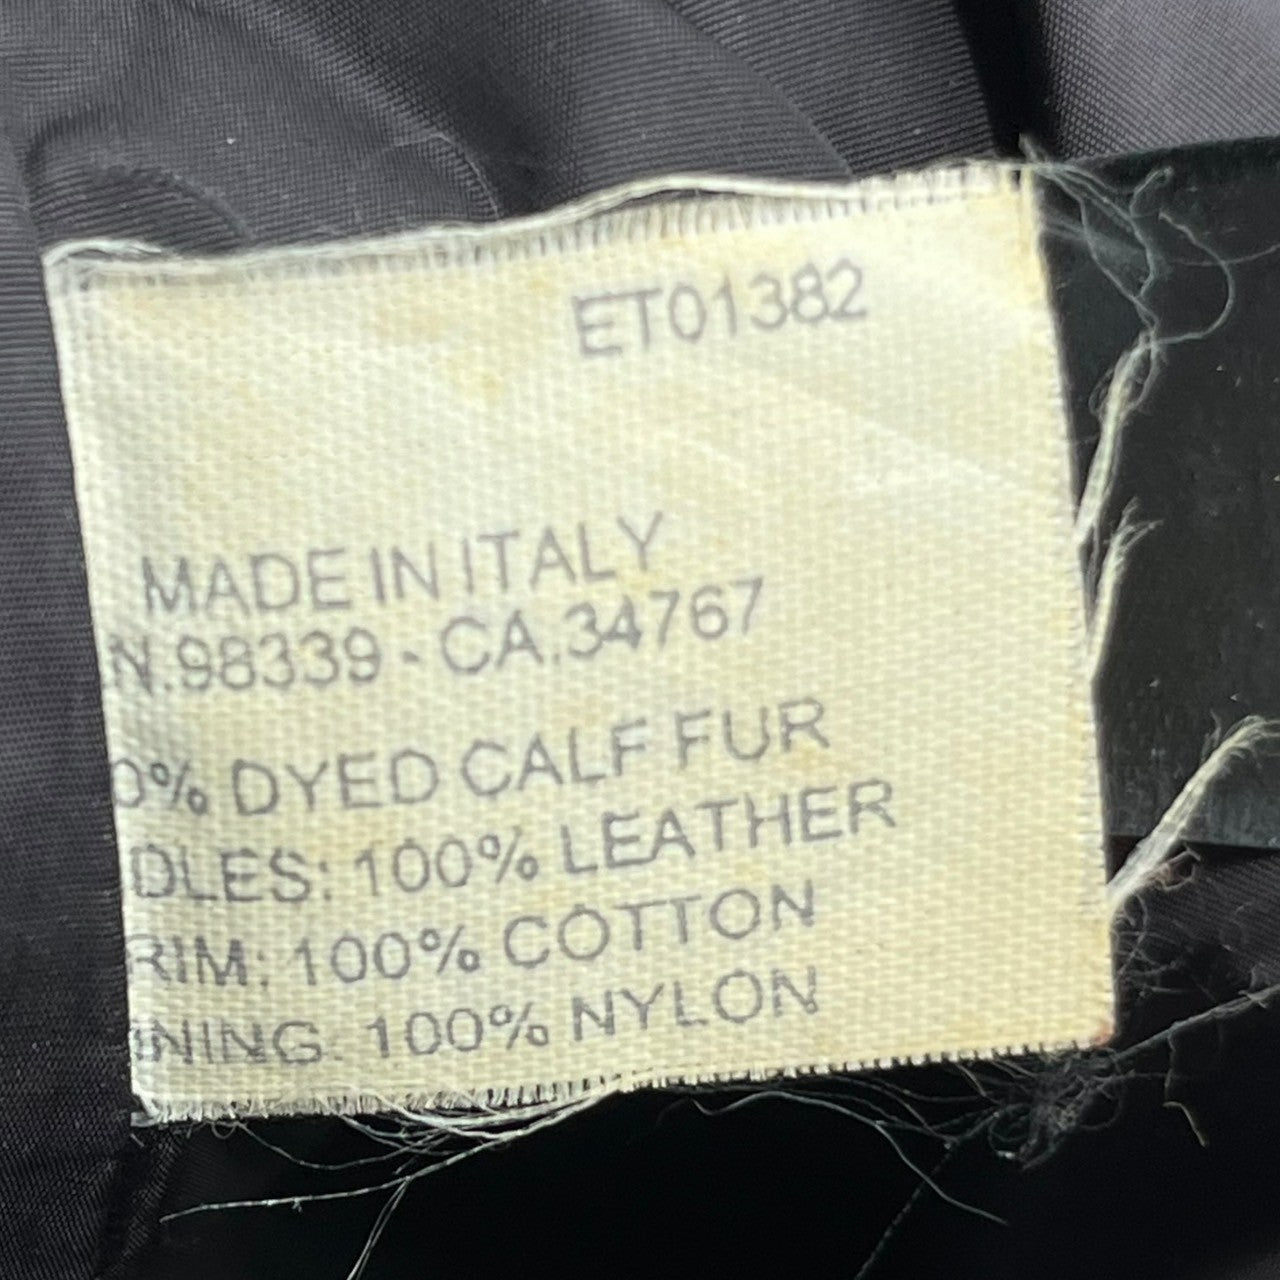 ET01382
MADE IN ITALY
N.98339 - CA.34767
0% DYED CALF FUR
DLES: 100% LEATHER
RIM: 100% COTTON
INING: 100% NYLON